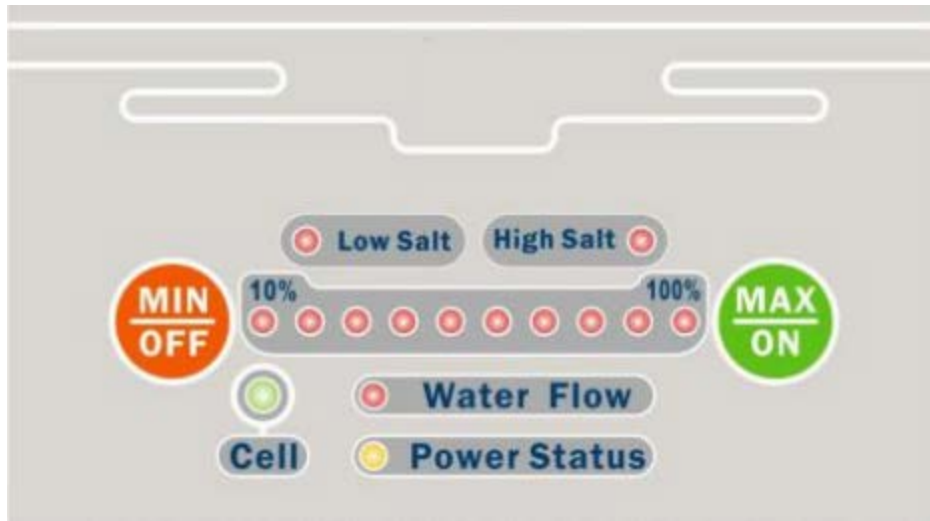 Low Salt
High Salt
10%
100%
MIN
OFF
MAX
ON
Water Flow
Cell
Power Status